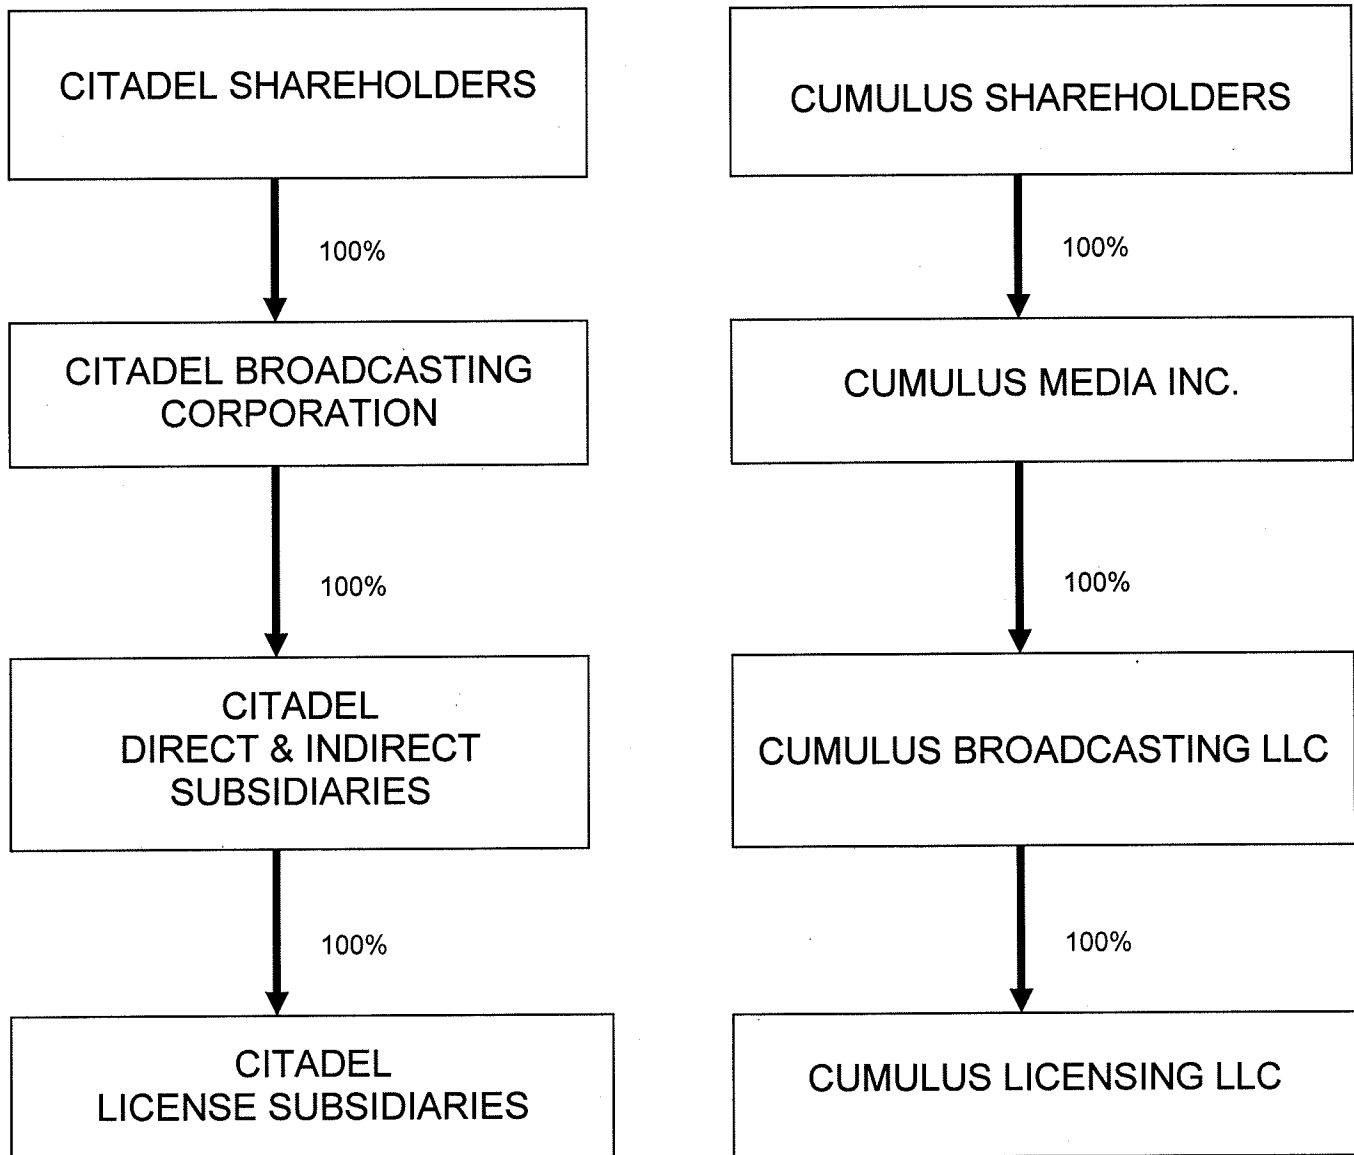 CITADEL SHAREHOLDERS
100%
CITADEL BROADCASTING
CORPORATION
100%
CITADEL
DIRECT & INDIRECT
SUBSIDIARIES
100%
CITADEL
LICENSE SUBSIDIARIES
CUMULUS SHAREHOLDERS
100%
CUMULUS MEDIA INC.
100%
CUMULUS BROADCASTING LLC
100%
CUMULUS LICENSING LLC